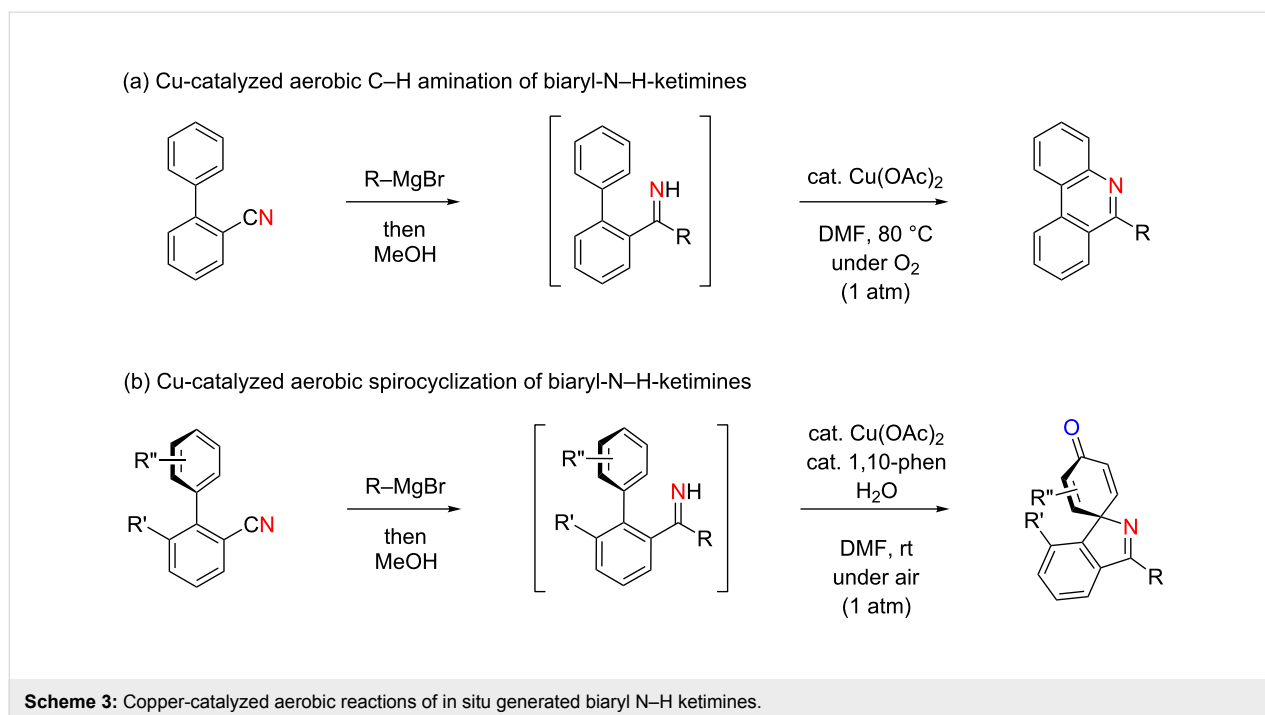 (a) Cu-catalyzed aerobic C–H amination of biaryl-N–H-ketimines
CN
R–MgBr
then
MeOH
NH
R
cat. Cu(OAc)2
DMF, 80 °C
under O2
(1 atm)
N
R
(b) Cu-catalyzed aerobic spirocyclization of biaryl-N–H-ketimines
R"
R'
CN
R–MgBr
then
MeOH
R"
R'
NH
R
cat. Cu(OAc)2
cat. 1,10-phen
H2O
DMF, rt
under air
(1 atm)
O
R"
R'
N
R
Scheme 3: Copper-catalyzed aerobic reactions of in situ generated biaryl N–H ketimines.